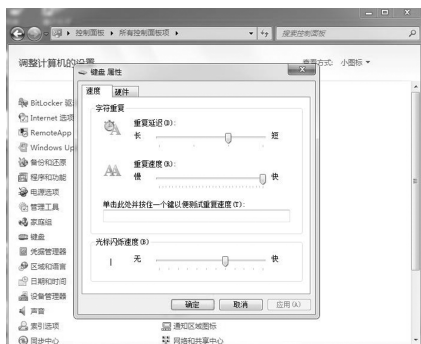 控制面板 ▸ 所有控制面板项 ▸
搜索控制面板
调整计算机的设置
查看方式: 小图标
键盘 属性
速度 硬件
字符重复
重复延迟(D):
长 短
重复速度(R):
慢 快
单击此处并按住一个键以便测试重复速度(T):
光标闪烁速度(B)
无 快
确定 取消 应用(A)
BitLocker 驱
Internet 选项
RemoteApp
Windows Up
备份和还原
程序和功能
电源选项
管理工具
家庭组
键盘
凭据管理器
区域和语言
日期和时间
设备管理器
声音
索引选项
通知区域图标
同步中心
网络和共享中心